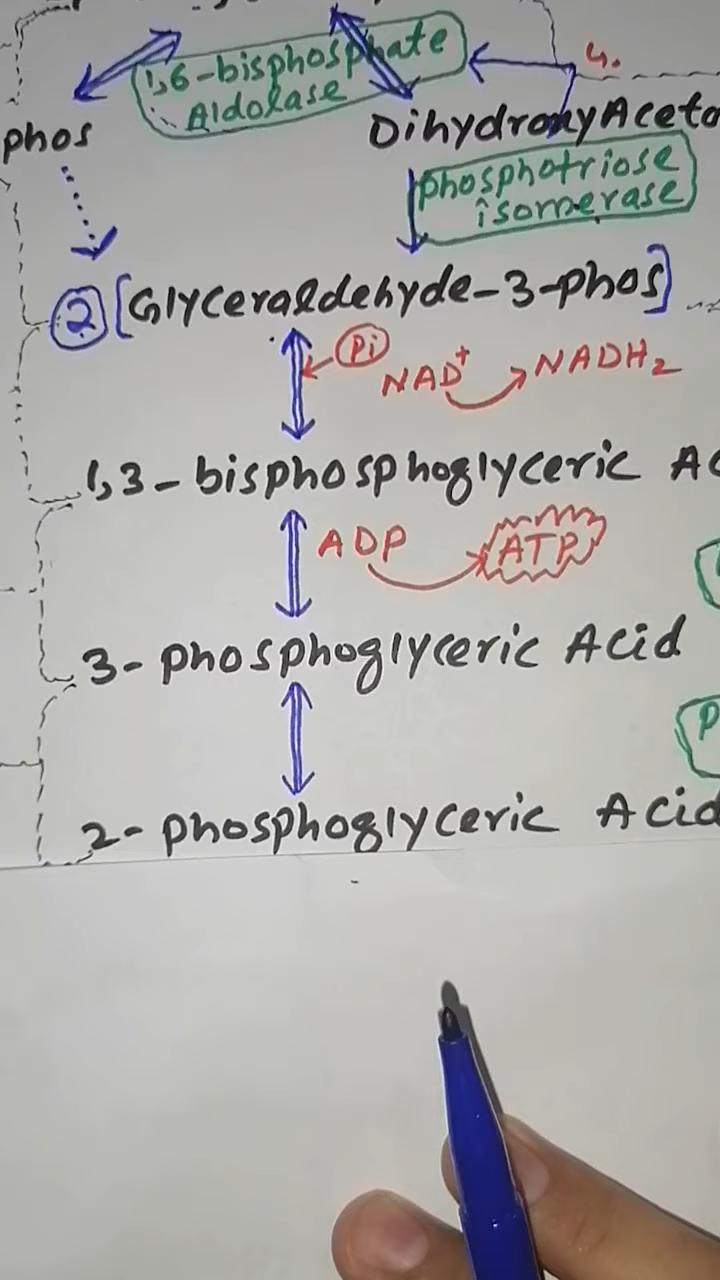 1,6-bisphosphate
Aldolase
4.
phos
DihydroxyAceto
phosphotriose
isomerase
2 [Glyceraldehyde-3-phos]
Pi
NAD+ NADH2
1,3-bisphosphoglyceric Ac
ADP ATP
3-phosphoglyceric Acid
P
2-phosphoglyceric Acid